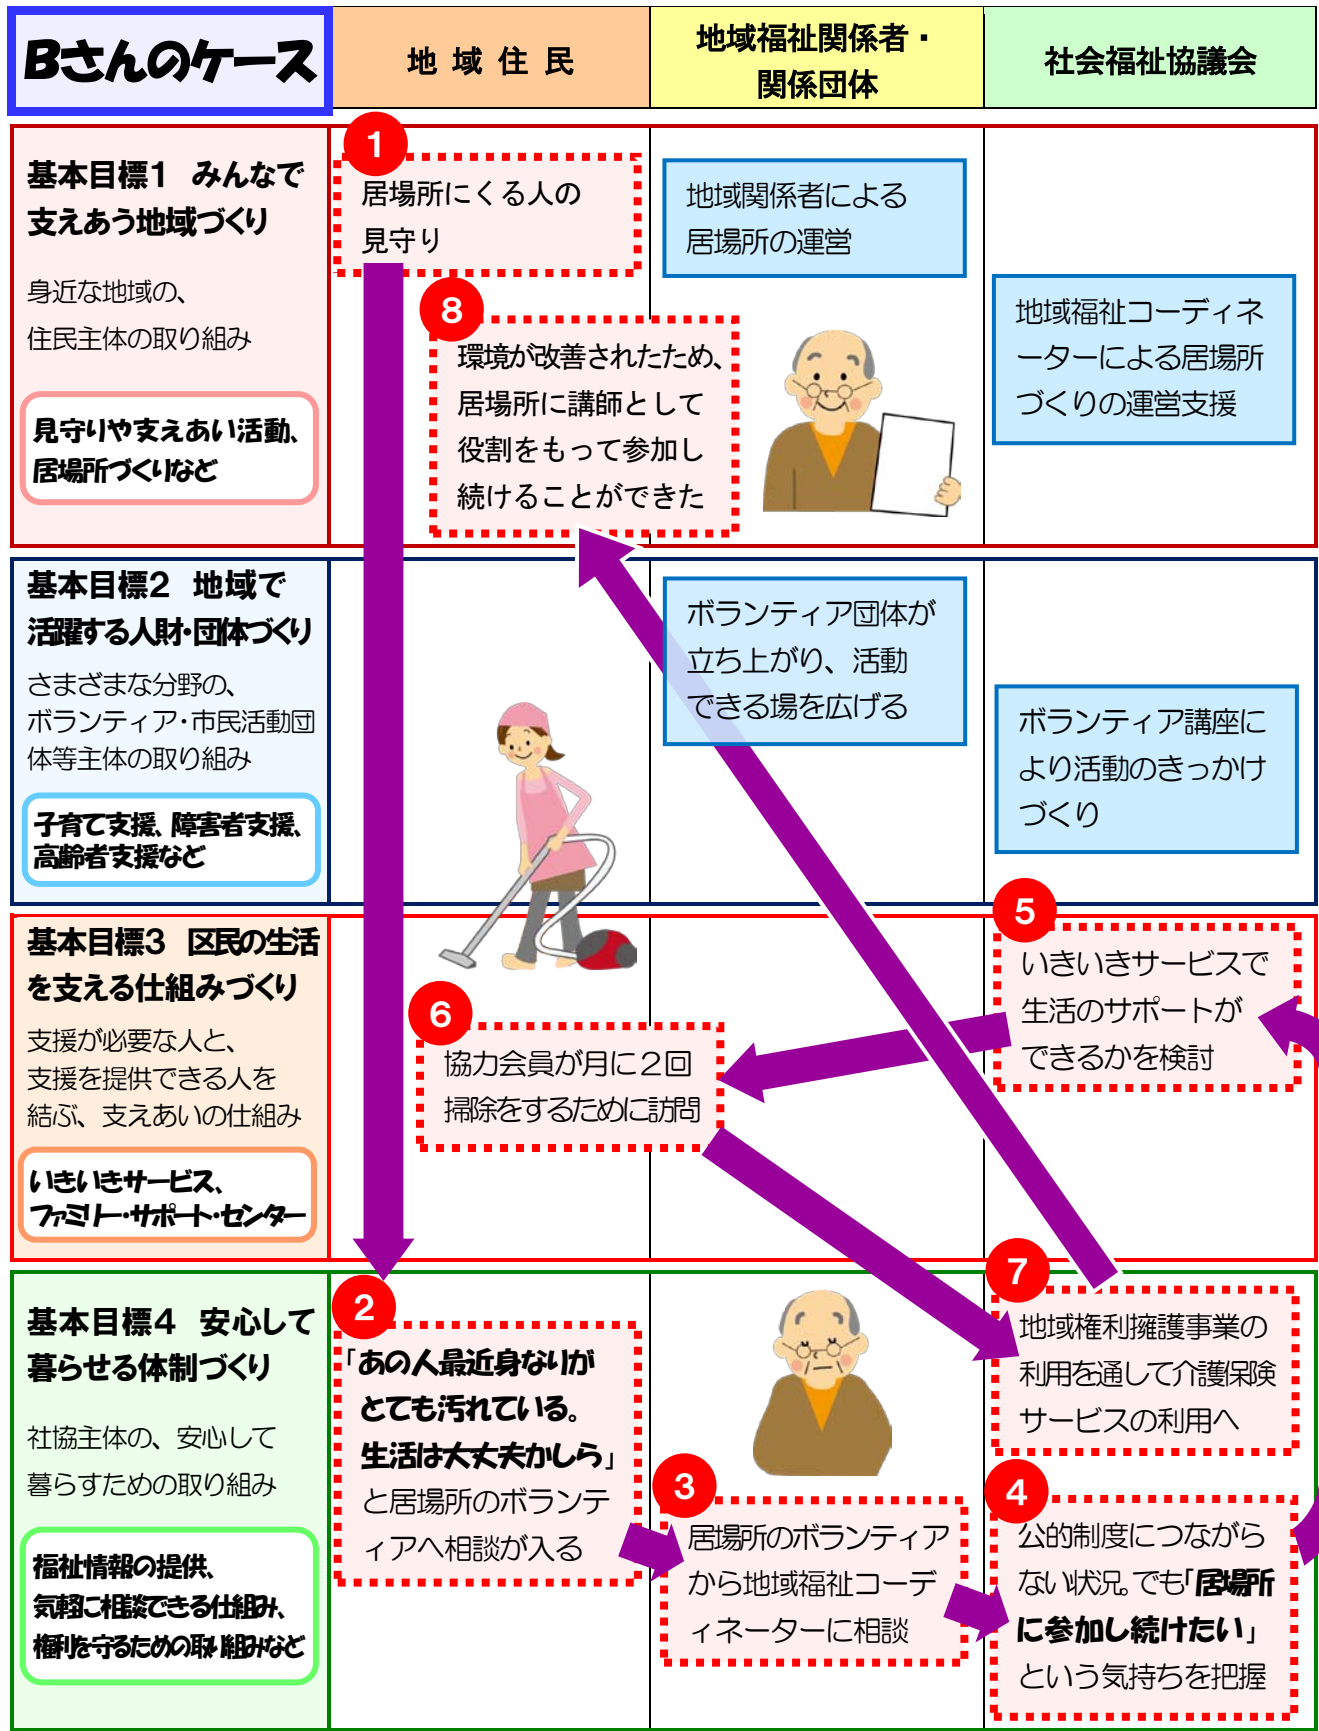 Bさんのケース
地域住民
地域福祉関係者・
関係団体
社会福祉協議会
基本目標1　みんなで
支えあう地域づくり
身近な地域の、
住民主体の取り組み
見守りや支えあい活動、
居場所づくりなど
1
居場所にくる人の
見守り
地域関係者による
居場所の運営
8
環境が改善されたため、
居場所に講師として
役割をもって参加し
続けることができた
地域福祉コーディネ
ーターによる居場所
づくりの運営支援
基本目標2　地域で
活躍する人財・団体づくり
さまざまな分野の、
ボランティア・市民活動団
体等主体の取り組み
子育て支援、障害者支援、
高齢者支援など
ボランティア団体が
立ち上がり、活動
できる場を広げる
ボランティア講座に
より活動のきっかけ
づくり
基本目標3　区民の生活
を支える仕組みづくり
支援が必要な人と、
支援を提供できる人を
結ぶ、支えあいの仕組み
いきいきサービス、
ファミリー・サポート・センター
5
いきいきサービスで
生活のサポートが
できるかを検討
6
協力会員が月に２回
掃除をするために訪問
基本目標4　安心して
暮らせる体制づくり
社協主体の、安心して
暮らすための取り組み
福祉情報の提供、
気軽に相談できる仕組み、
権利を守るための取り組みなど
2
「あの人最近身なりが
とても汚れている。
生活は大丈夫かしら」
と居場所のボランテ
ィアへ相談が入る
3
居場所のボランティア
から地域福祉コーデ
ィネーターに相談
7
地域権利擁護事業の
利用を通して介護保険
サービスの利用へ
4
公的制度につながら
ない状況。でも「居場所
に参加し続けたい」
という気持ちを把握